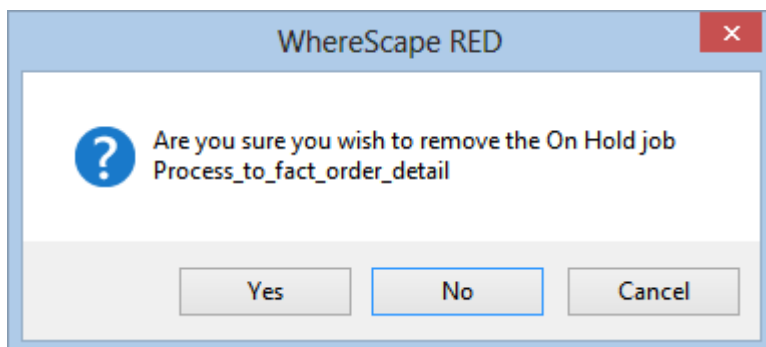 WhereScape RED
Are you sure you wish to remove the On Hold job
Process_to_fact_order_detail
Yes
No
Cancel